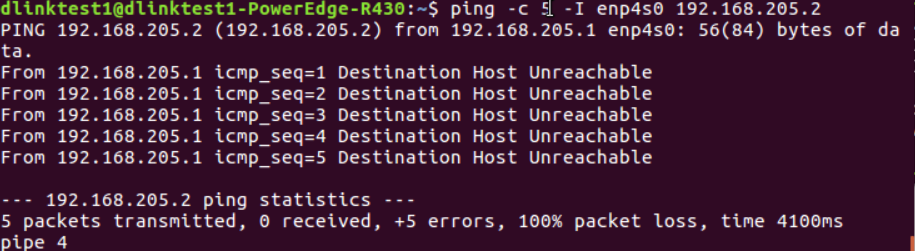 dlinktest1@dlinktest1-PowerEdge-R430:~$ ping -c 5 -I enp4s0 192.168.205.2
PING 192.168.205.2 (192.168.205.2) from 192.168.205.1 enp4s0: 56(84) bytes of da
ta.
From 192.168.205.1 icmp_seq=1 Destination Host Unreachable
From 192.168.205.1 icmp_seq=2 Destination Host Unreachable
From 192.168.205.1 icmp_seq=3 Destination Host Unreachable
From 192.168.205.1 icmp_seq=4 Destination Host Unreachable
From 192.168.205.1 icmp_seq=5 Destination Host Unreachable
--- 192.168.205.2 ping statistics ---
5 packets transmitted, 0 received, +5 errors, 100% packet loss, time 4100ms
pipe 4